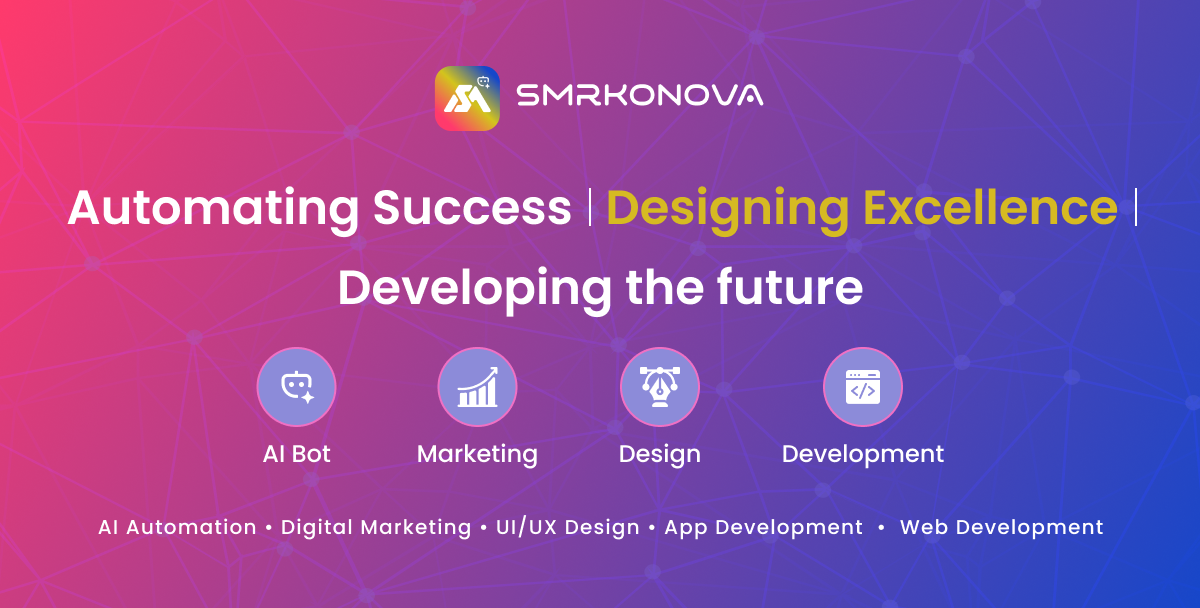 SMRKONOVA
Automating Success | Designing Excellence |
Developing the future
AI Bot
Marketing
Design
Development
AI Automation • Digital Marketing • UI/UX Design • App Development • Web Development